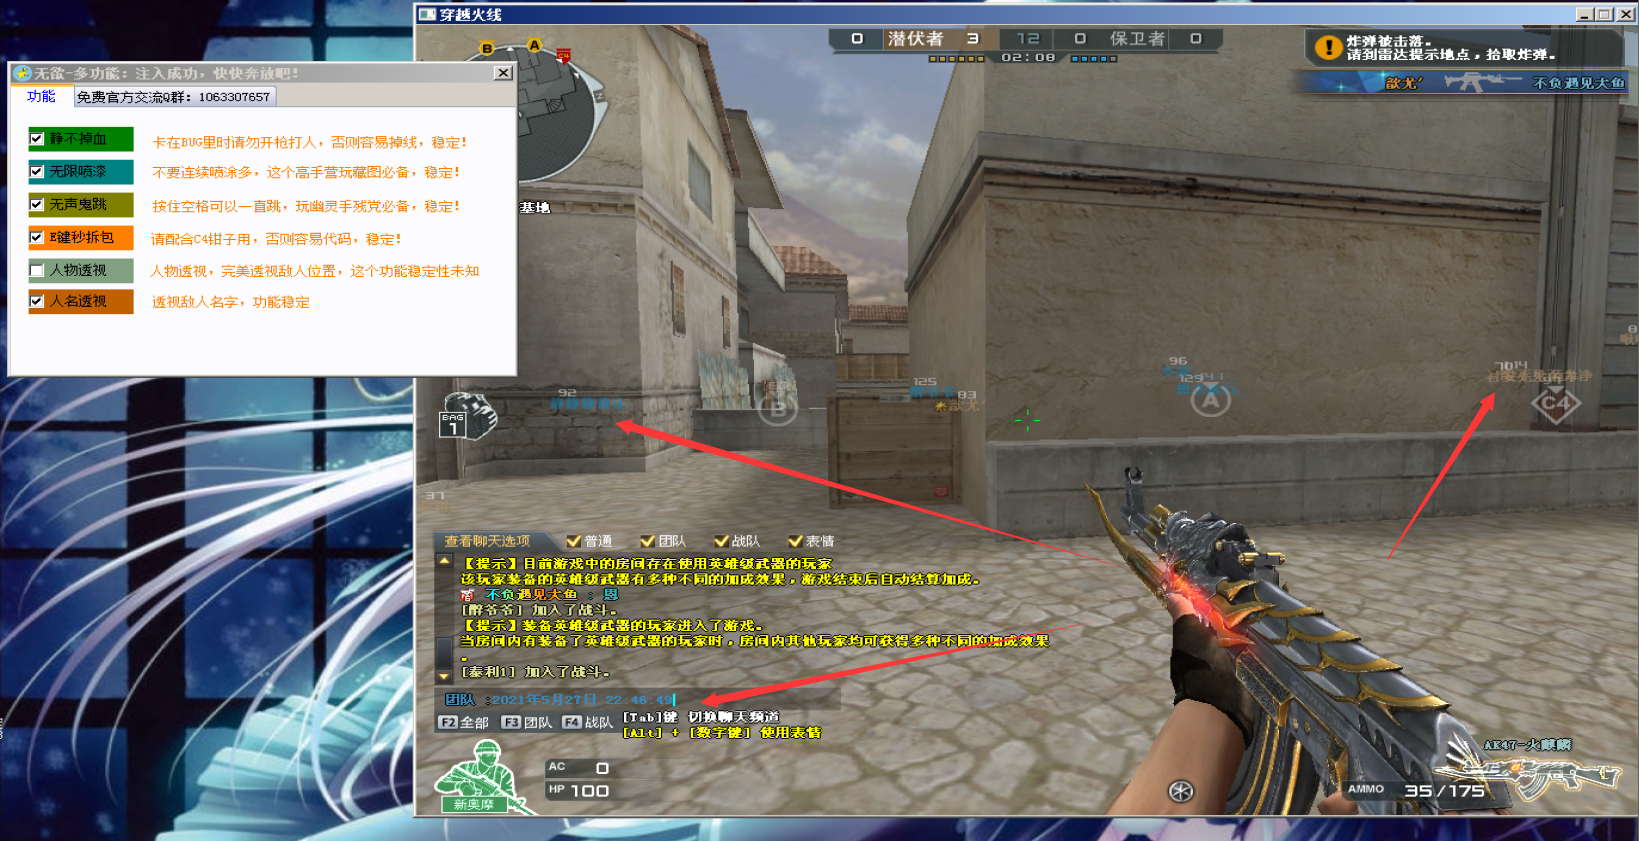 穿越火线
0 潜伏者 3 12 0 保卫者 0
02:08
炸弹被击落。
请到雷达提示地点，拾取炸弹。
歆尤′ 不负遇见大鱼
B A
无欲-多功能：注入成功，快快奔放吧！
功能 免费官方交流Q群：1063307657
静不掉血 卡在BUG里时请勿开枪打人，否则容易掉线，稳定！
无限喷漆 不要连续喷涂多，这个高手营玩藏图必备，稳定！
无声鬼跳 按住空格可以一直跳，玩幽灵手残党必备，稳定！
E键秒拆包 请配合C4钳子用，否则容易代码，稳定！
人物透视 人物透视，完美透视敌人位置，这个功能稳定性未知
人名透视 透视敌人名字，功能稳定
基地
92
125
83
歆尤′
96
129
B
A
C4
BAG
1
37
查看聊天选项 普通 团队 战队 表情
【提示】目前游戏中的房间存在使用英雄级武器的玩家
该玩家装备的英雄级武器有多种不同的加成效果，游戏结束后自动结算加成。
不负遇见大鱼 : 恩
[醉爷爷] 加入了战斗。
【提示】装备英雄级武器的玩家进入了游戏。
当房间内有装备了英雄级武器的玩家时，房间内其他玩家均可获得多种不同的加成效果
。
[泰利1] 加入了战斗。
团队 :2021年5月27日 22:46:49
F2 全部 F3 团队 F4 战队 [Tab]键 切换聊天频道
[Alt] + [数字键] 使用表情
AC 0
HP 100
新奥摩
AK47-火麒麟
AMMO 35/175